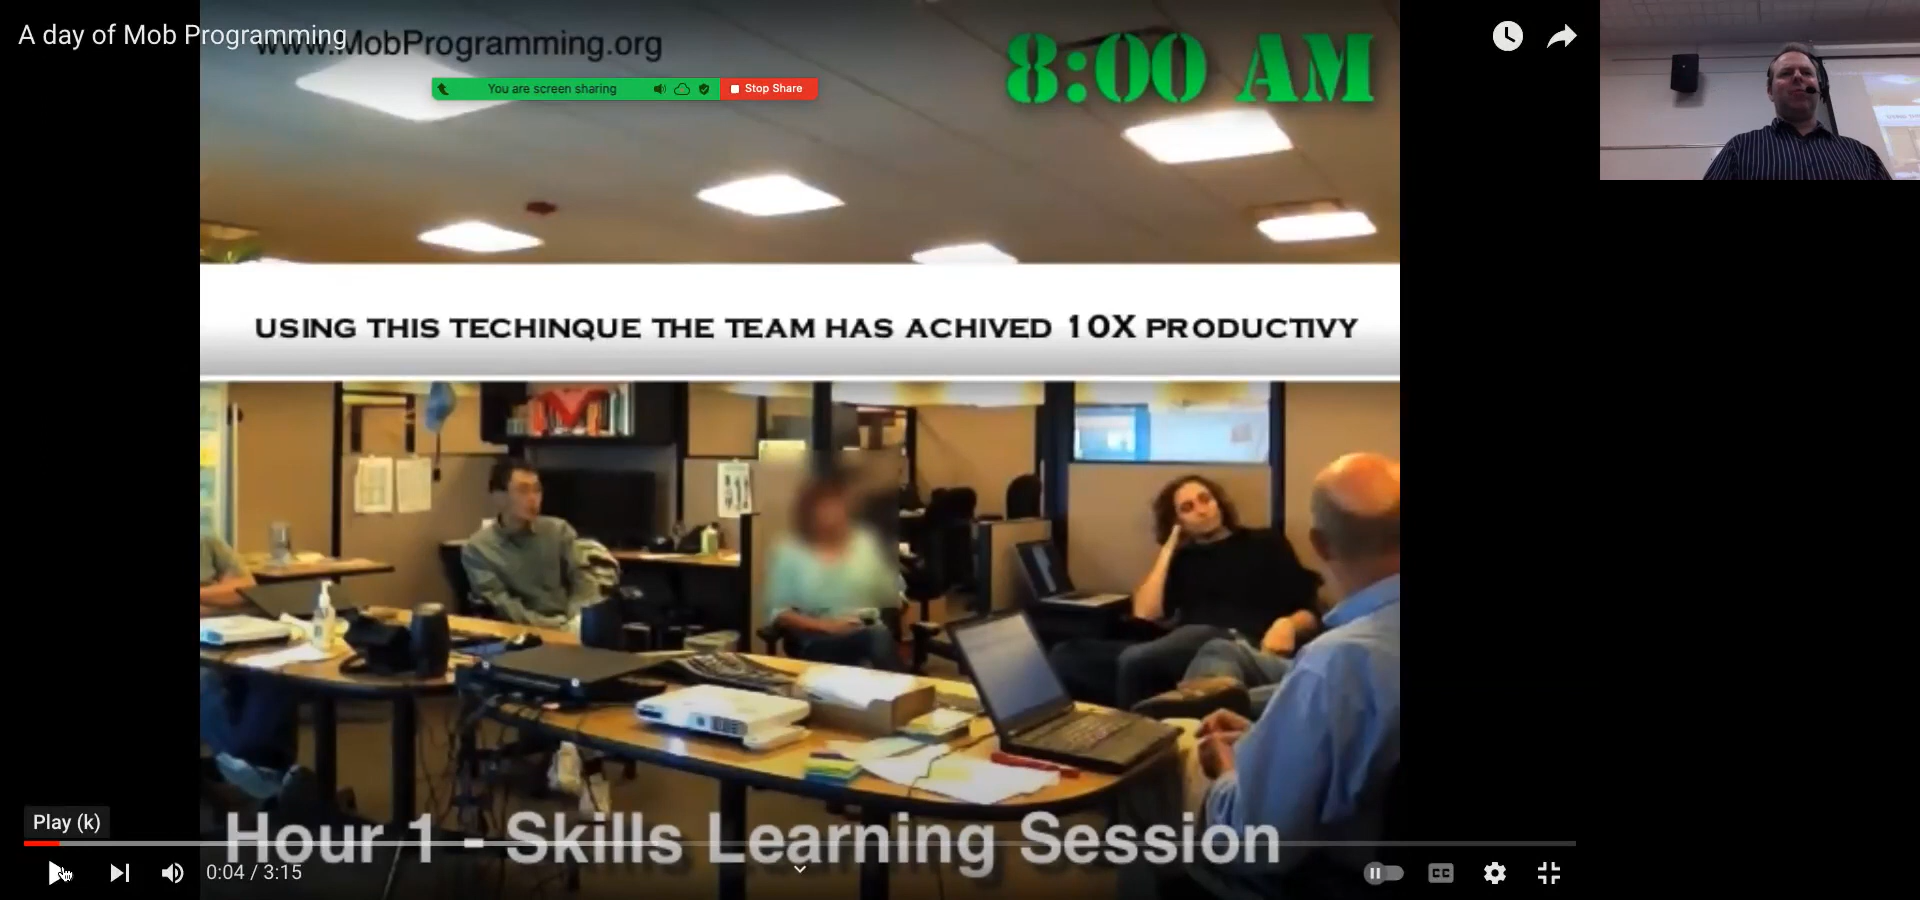 A day of Mob Programming
www.MobProgramming.org
8:00 AM
You are screen sharing
Stop Share
USING THIS TECHINQUE THE TEAM HAS ACHIVED 10X PRODUCTIVY
Play (k)
Hour 1 - Skills Learning Session
0:04 / 3:15
CC